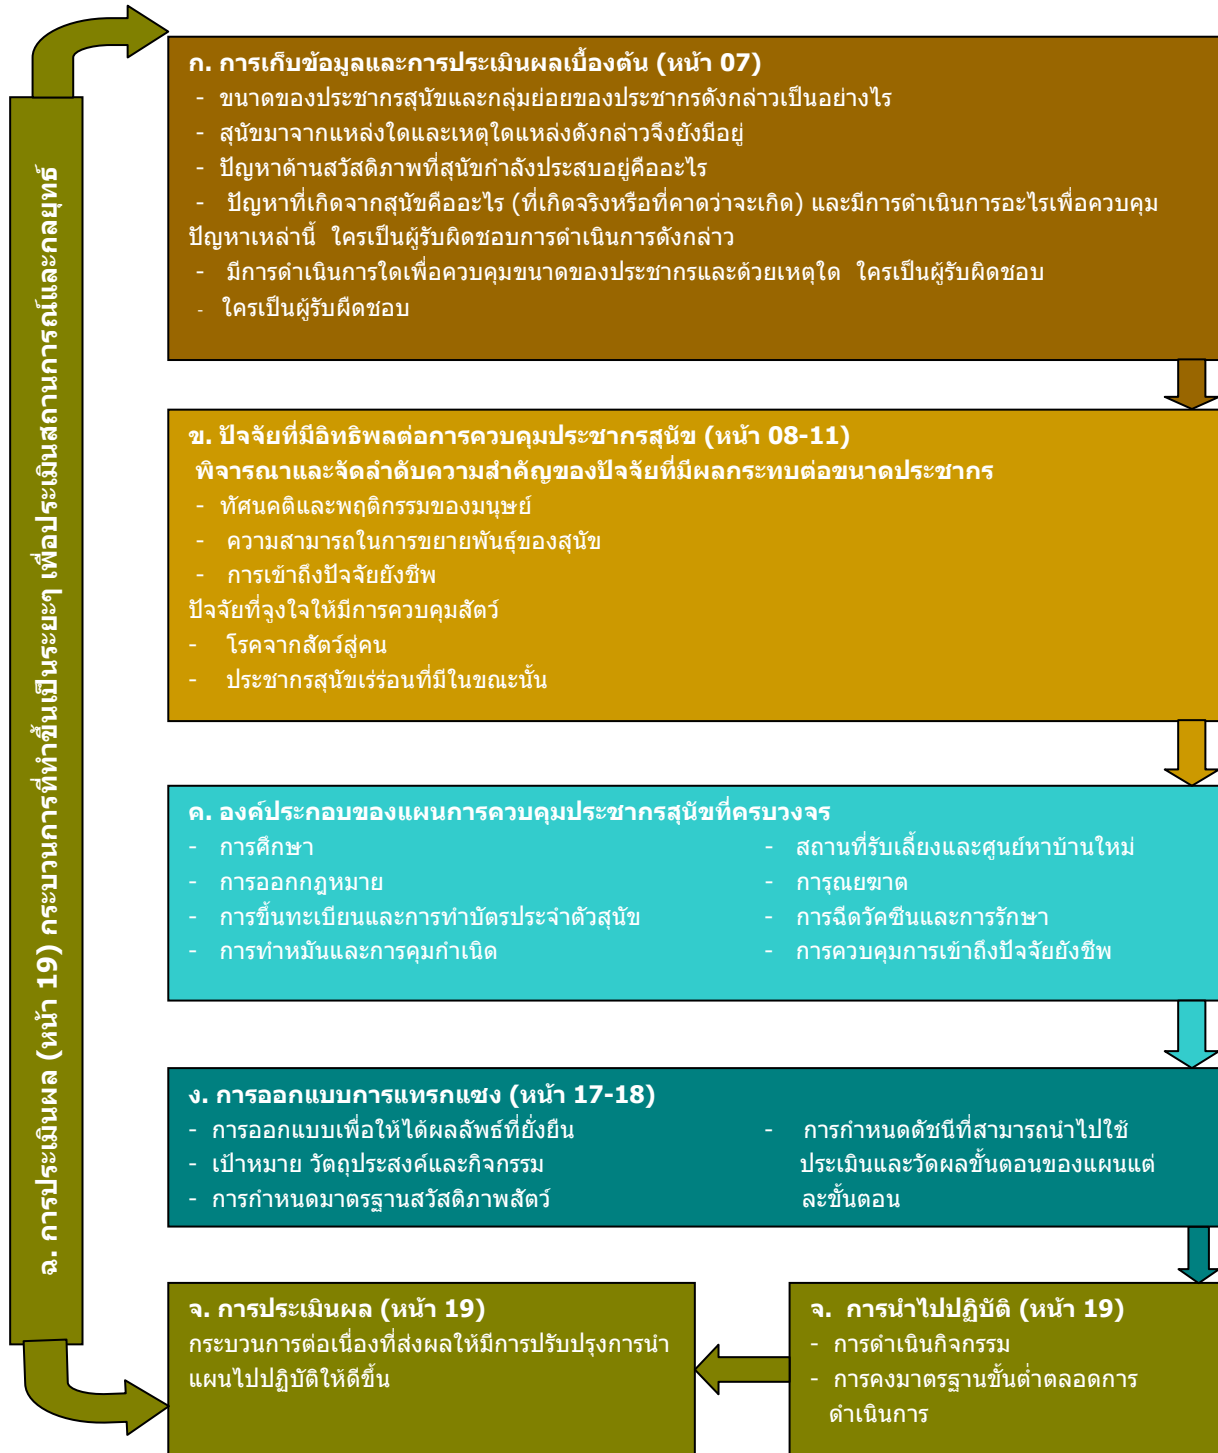 ก. การเก็บข้อมูลและการประเมินผลเบื้องต้น (หน้า 07)
- ขนาดของประชากรสุนัขและกลุ่มย่อยของประชากรดังกล่าวเป็นอย่างไร
- สุนัขมาจากแหล่งใดและเหตุใดแหล่งดังกล่าวจึงยังมีอยู่
- ปัญหาด้านสวัสดิภาพที่สุนัขกำลังประสบอยู่คืออะไร
- ปัญหาที่เกิดจากสุนัขคืออะไร (ที่เกิดจริงหรือที่คาดว่าจะเกิด) และมีการดำเนินการอะไรเพื่อควบคุม
ปัญหาเหล่านี้ ใครเป็นผู้รับผิดชอบการดำเนินการดังกล่าว
- มีการดำเนินการใดเพื่อควบคุมขนาดของประชากรและด้วยเหตุใด ใครเป็นผู้รับผิดชอบ
- ใครเป็นผู้รับผืดชอบ
ข. ปัจจัยที่มีอิทธิพลต่อการควบคุมประชากรสุนัข (หน้า 08-11)
พิจารณาและจัดลำดับความสำคัญของปัจจัยที่มีผลกระทบต่อขนาดประชากร
- ทัศนคติและพฤติกรรมของมนุษย์
- ความสามารถในการขยายพันธุ์ของสุนัข
- การเข้าถึงปัจจัยยังชีพ
ปัจจัยที่จูงใจให้มีการควบคุมสัตว์
- โรคจากสัตว์สู่คน
- ประชากรสุนัขเร่ร่อนที่มีในขณะนั้น
ค. องค์ประกอบของแผนการควบคุมประชากรสุนัขที่ครบวงจร
- การศึกษา
- การออกกฎหมาย
- การขึ้นทะเบียนและการทำบัตรประจำตัวสุนัข
- การทำหมันและการคุมกำเนิด
- สถานที่รับเลี้ยงและศูนย์หาบ้านใหม่
- การุณยฆาต
- การฉีดวัคซีนและการรักษา
- การควบคุมการเข้าถึงปัจจัยยังชีพ
ง. การออกแบบการแทรกแซง (หน้า 17-18)
- การออกแบบเพื่อให้ได้ผลลัพธ์ที่ยั่งยืน
- เป้าหมาย วัตถุประสงค์และกิจกรรม
- การกำหนดมาตรฐานสวัสดิภาพสัตว์
- การกำหนดดัชนีที่สามารถนำไปใช้
ประเมินและวัดผลขั้นตอนของแผนแต่
ละขั้นตอน
จ. การนำไปปฏิบัติ (หน้า 19)
- การดำเนินกิจกรรม
- การคงมาตรฐานขั้นต่ำตลอดการ
ดำเนินการ
จ. การประเมินผล (หน้า 19)
กระบวนการต่อเนื่องที่ส่งผลให้มีการปรับปรุงการนำ
แผนไปปฏิบัติให้ดีขึ้น
ฉ. การประเมินผล (หน้า 19) กระบวนการที่ทำขึ้นเป็นระยะๆ เพื่อประเมินสถานการณ์และกลยุทธ์